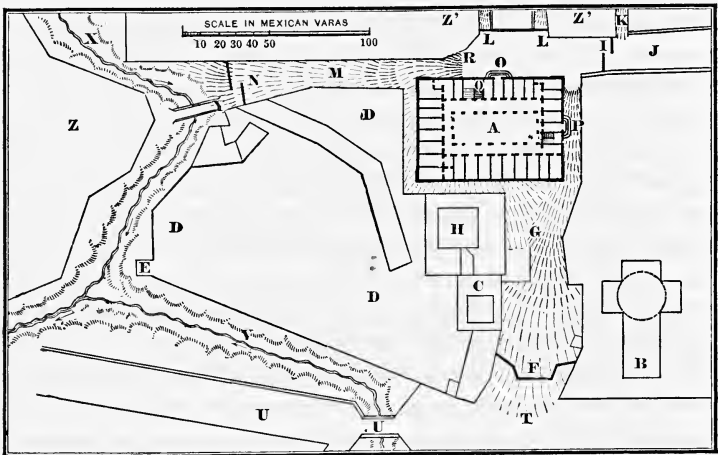 SCALE IN MEXICAN VARAS
10 20 30 40 50 100
Z' Z' K
X L L I J
R
N M O
O
Z D A P
D G
H
E D C
Y F B
U T
. U